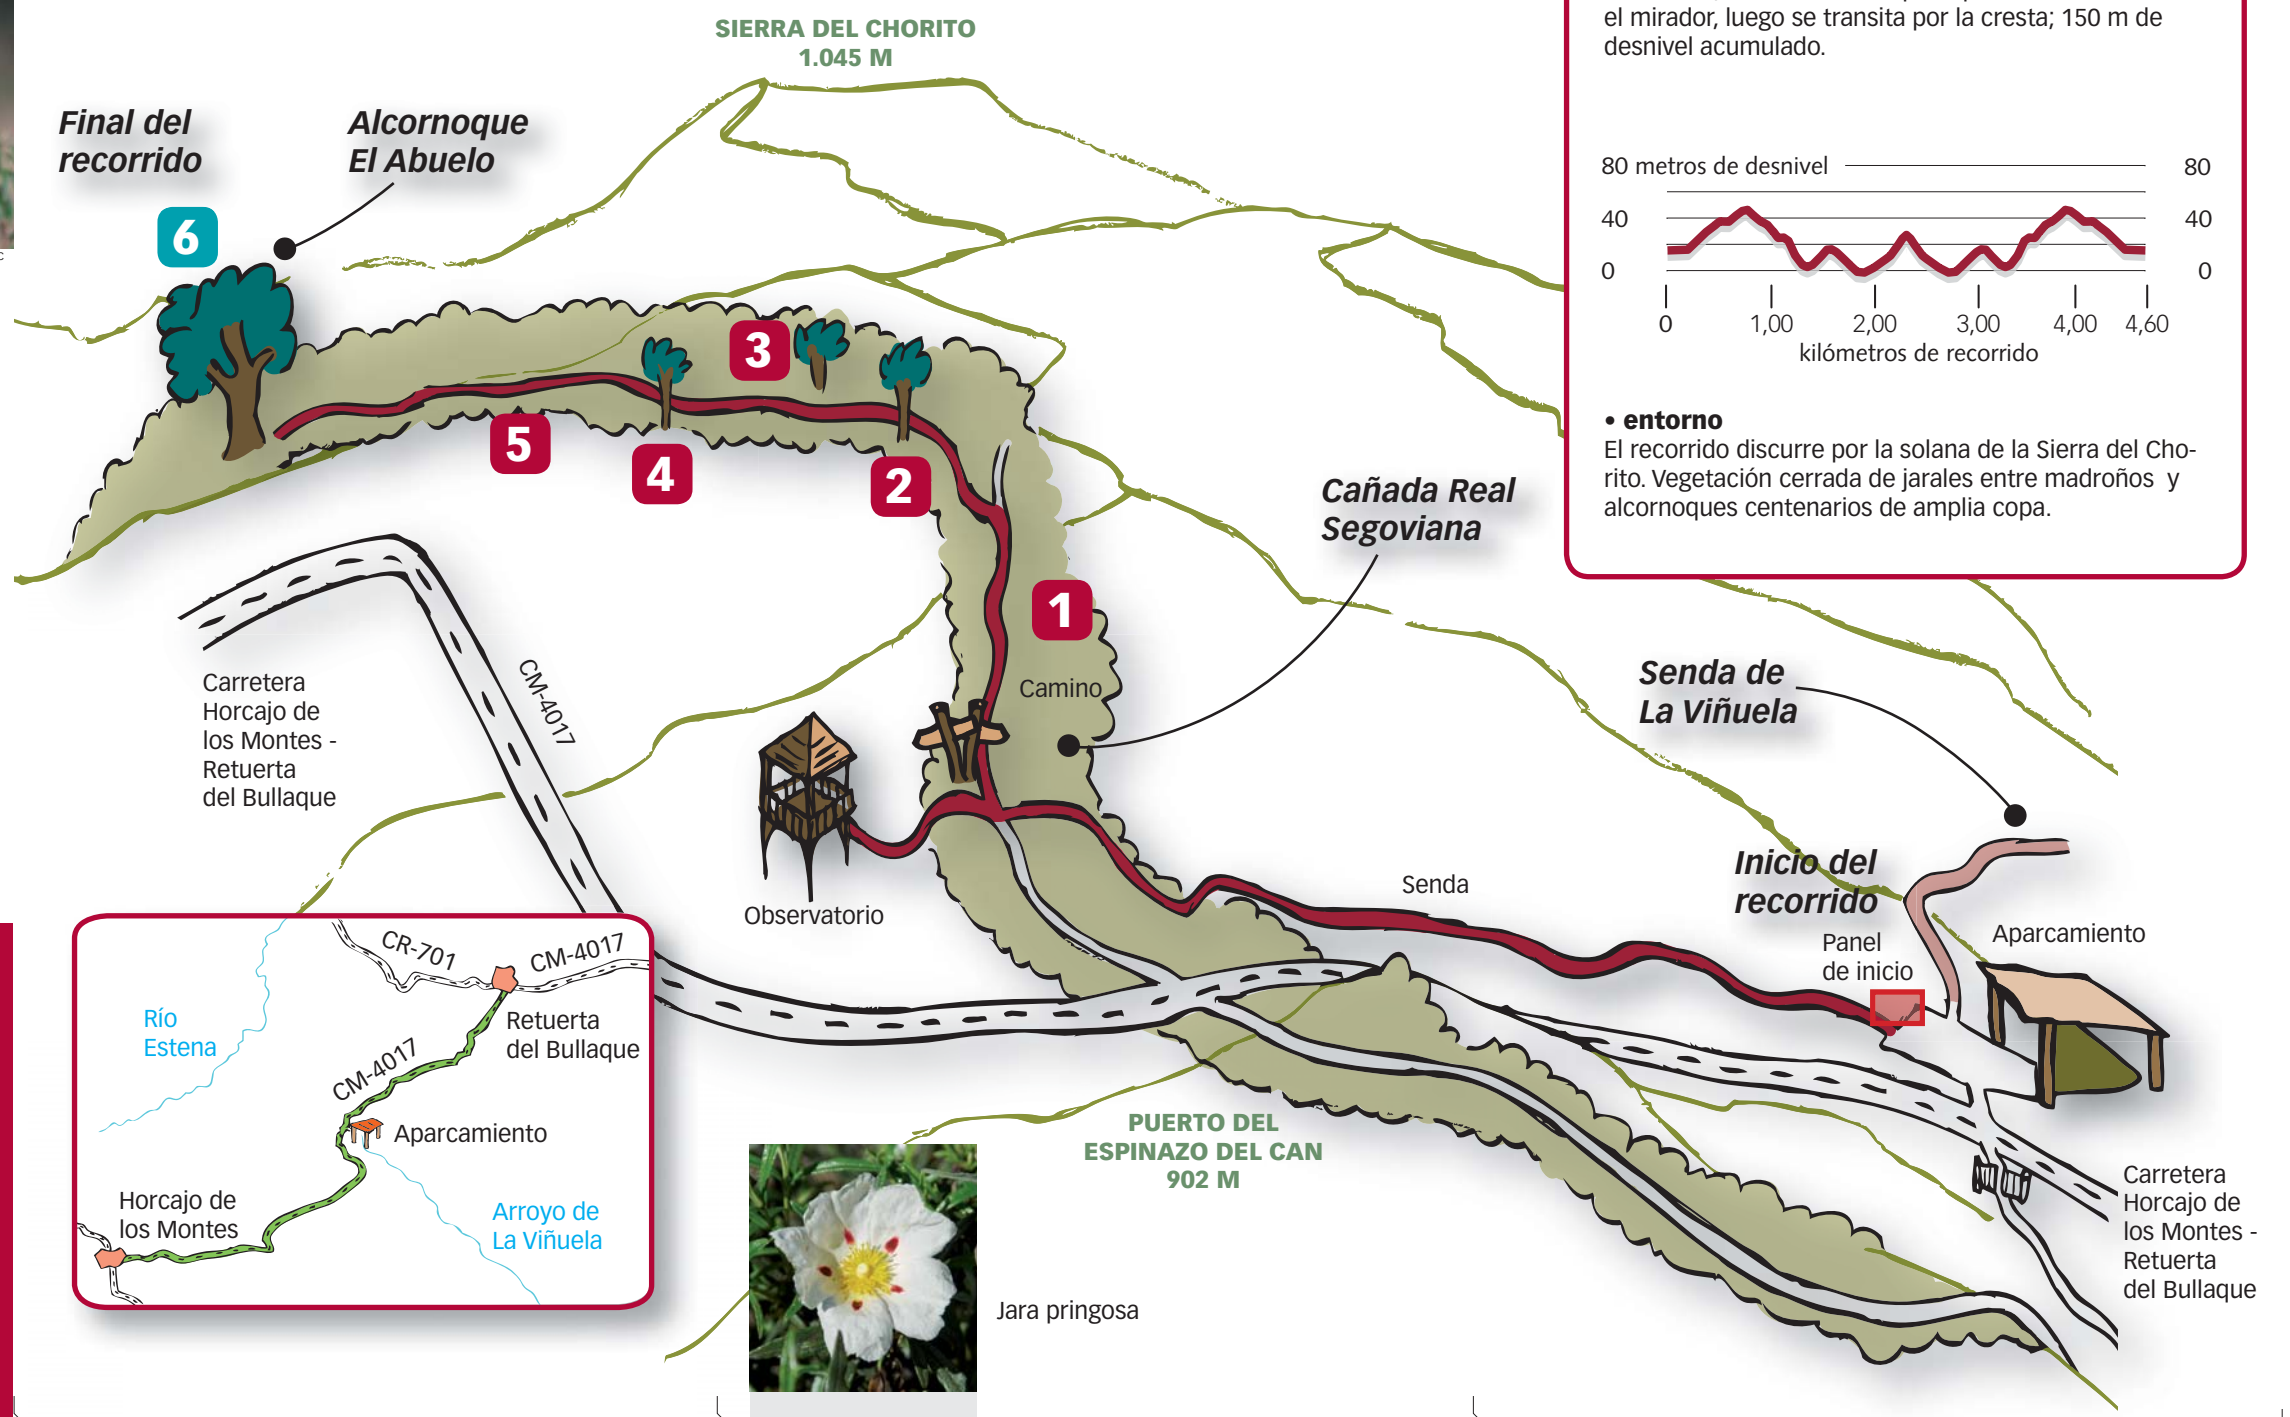 SIERRA DEL CHORITO
1.045 M
Final del
recorrido
Alcornoque
El Abuelo
6
3
5
4
2
1
Cañada Real
Segoviana
Camino
Carretera
Horcajo de
los Montes -
Retuerta
del Bullaque
CM-4017
Observatorio
Senda
Senda de
La Viñuela
Inicio del
recorrido
Panel
de inicio
Aparcamiento
Carretera
Horcajo de
los Montes -
Retuerta
del Bullaque
PUERTO DEL
ESPINAZO DEL CAN
902 M
Jara pringosa
CR-701
CM-4017
Río
Estena
Retuerta
del Bullaque
CM-4017
Aparcamiento
Horcajo de
los Montes
Arroyo de
La Viñuela
el mirador, luego se transita por la cresta; 150 m de
desnivel acumulado.
80 metros de desnivel 80
40 40
0 0
0 1,00 2,00 3,00 4,00 4,60
kilómetros de recorrido
• entorno
El recorrido discurre por la solana de la Sierra del Cho-
rito. Vegetación cerrada de jarales entre madroños y
alcornoques centenarios de amplia copa.